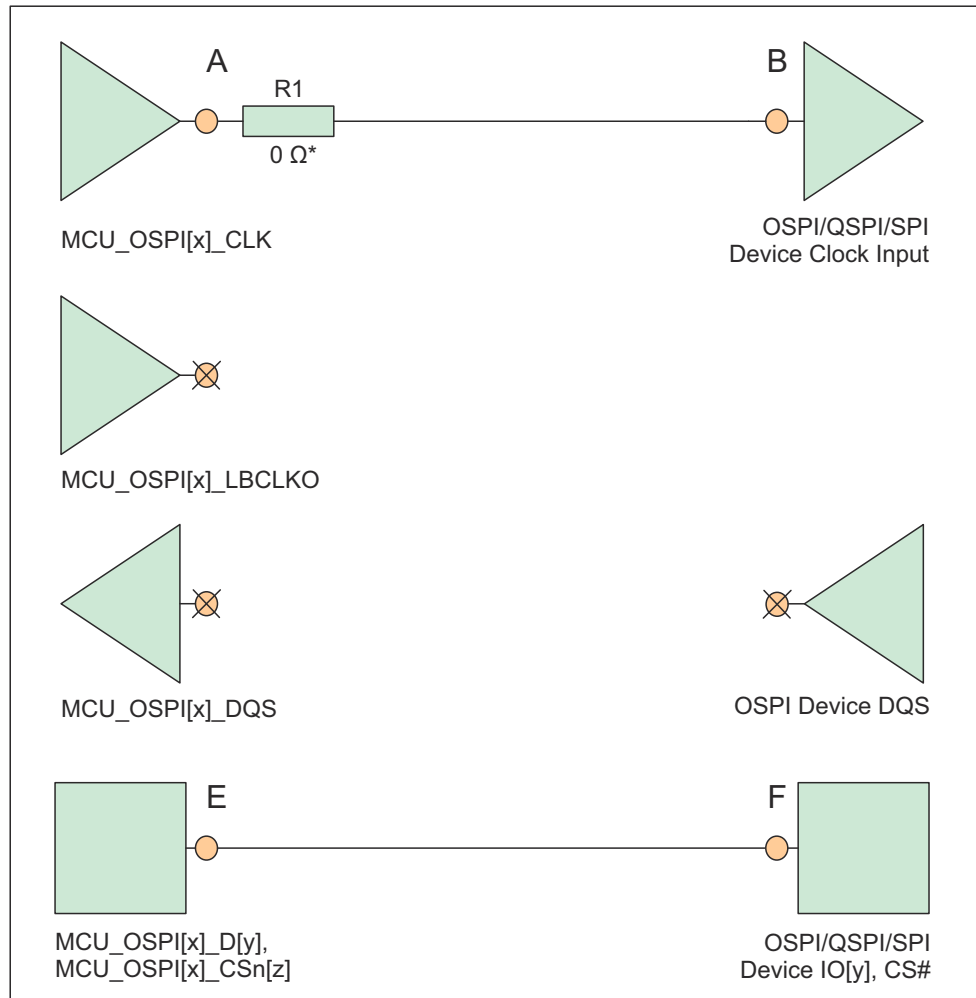 A
B
R1
0 Ω*
MCU_OSPI[x]_CLK
OSPI/QSPI/SPI
Device Clock Input
MCU_OSPI[x]_LBCLKO
MCU_OSPI[x]_DQS
OSPI Device DQS
E
F
MCU_OSPI[x]_D[y],
MCU_OSPI[x]_CSn[z]
OSPI/QSPI/SPI
Device IO[y], CS#